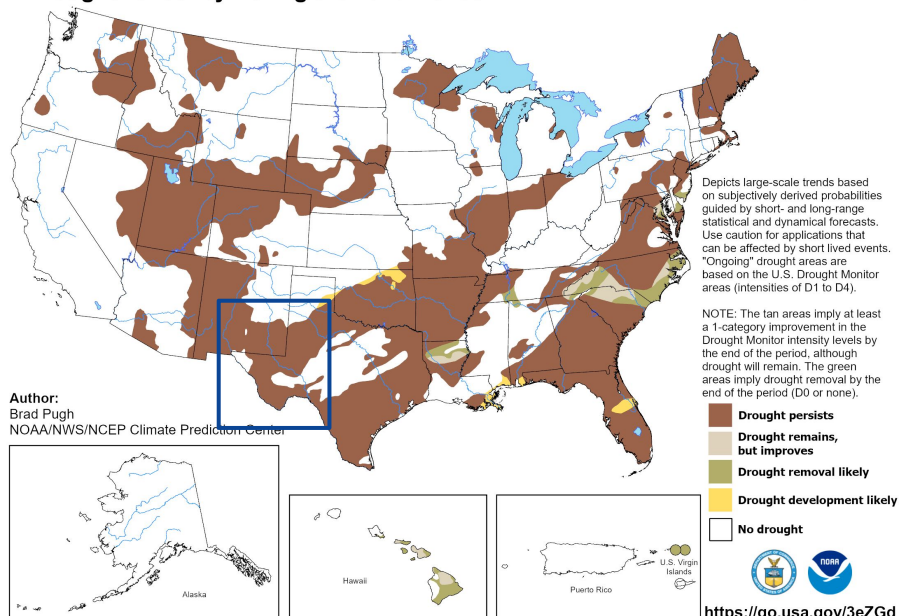 Depicts large-scale trends based
on subjectively derived probabilities
guided by short- and long-range
statistical and dynamical forecasts.
Use caution for applications that
can be affected by short lived events.
"Ongoing" drought areas are
based on the U.S. Drought Monitor
areas (intensities of D1 to D4).
NOTE: The tan areas imply at least
a 1-category improvement in the
Drought Monitor intensity levels by
the end of the period, although
drought will remain. The green
areas imply drought removal by the
end of the period (D0 or none).
Author:
Brad Pugh
NOAA/NWS/NCEP Climate Prediction Center
Drought persists
Drought remains,
but improves
Drought removal likely
Drought development likely
No drought
Alaska
Hawaii
Puerto Rico
U.S. Virgin
Islands
NOAA
https://go.usa.gov/3eZGd